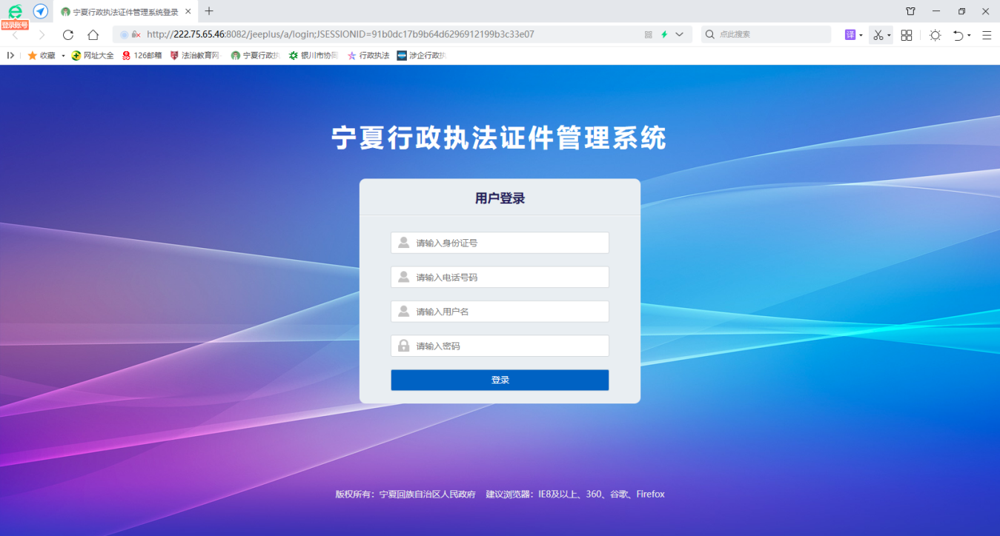 宁夏行政执法证件管理系统登录
登录账号
http://222.75.65.46:8082/jeeplus/a/login;JSESSIONID=91b0dc17b9b64d6296912199b3c33e07
点此搜索
译
收藏 网址大全 126邮箱 法治教育网 宁夏行政执 银川市协同 行政执法 涉企行政执
宁夏行政执法证件管理系统
用户登录
请输入身份证号
请输入电话号码
请输入用户名
请输入密码
登录
版权所有：宁夏回族自治区人民政府 建议浏览器：IE8及以上、360、谷歌、Firefox